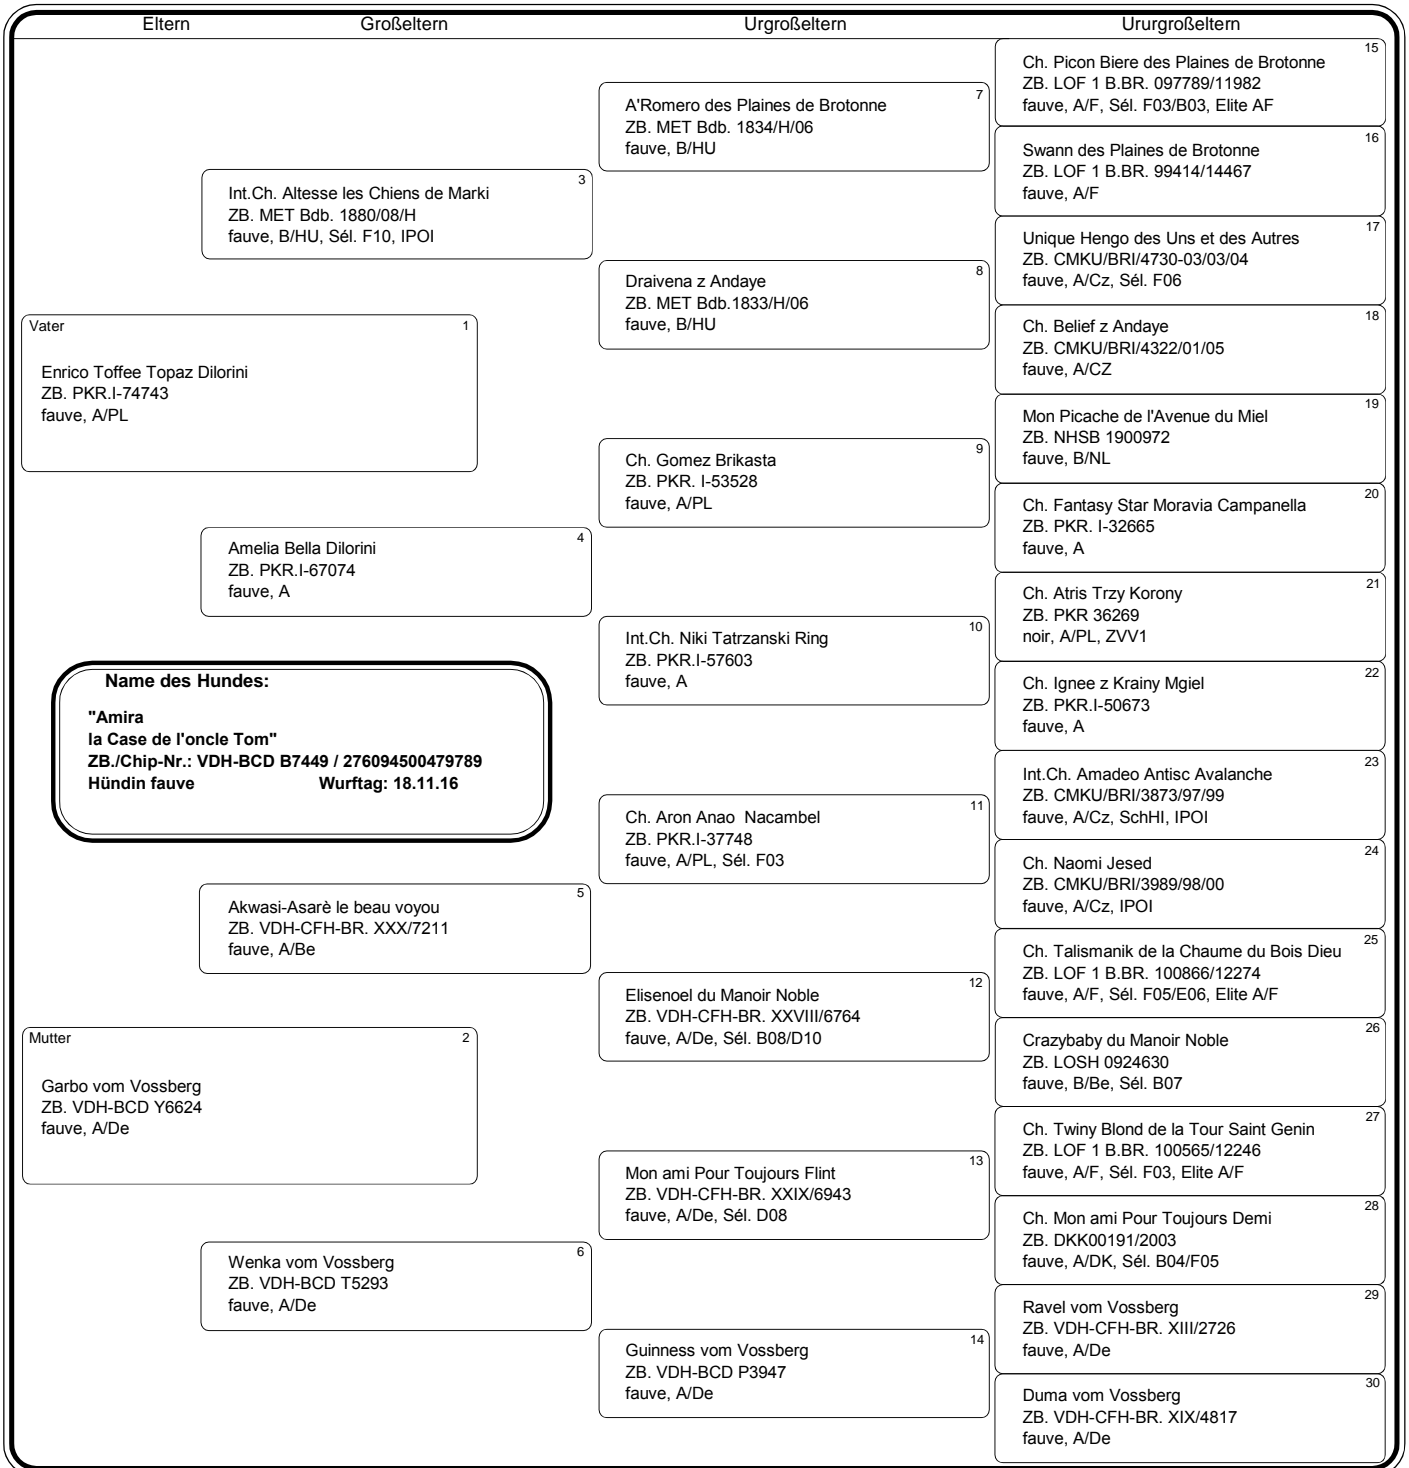 Eltern Großeltern Urgroßeltern Ururgroßeltern
Vater 1
Enrico Toffee Topaz Dilorini
ZB. PKR.I-74743
fauve, A/PL
Name des Hundes:
"Amira
la Case de l'oncle Tom"
ZB./Chip-Nr.: VDH-BCD B7449 / 276094500479789
Hündin fauve Wurftag: 18.11.16
Mutter 2
Garbo vom Vossberg
ZB. VDH-BCD Y6624
fauve, A/De
3
Int.Ch. Altesse les Chiens de Marki
ZB. MET Bdb. 1880/08/H
fauve, B/HU, Sél. F10, IPOI
4
Amelia Bella Dilorini
ZB. PKR.I-67074
fauve, A
5
Akwasi-Asarè le beau voyou
ZB. VDH-CFH-BR. XXX/7211
fauve, A/Be
6
Wenka vom Vossberg
ZB. VDH-BCD T5293
fauve, A/De
7
A'Romero des Plaines de Brotonne
ZB. MET Bdb. 1834/H/06
fauve, B/HU
8
Draivena z Andaye
ZB. MET Bdb.1833/H/06
fauve, B/HU
9
Ch. Gomez Brikasta
ZB. PKR. I-53528
fauve, A/PL
10
Int.Ch. Niki Tatrzanski Ring
ZB. PKR.I-57603
fauve, A
11
Ch. Aron Anao Nacambel
ZB. PKR.I-37748
fauve, A/PL, Sél. F03
12
Elisenoel du Manoir Noble
ZB. VDH-CFH-BR. XXVIII/6764
fauve, A/De, Sél. B08/D10
13
Mon ami Pour Toujours Flint
ZB. VDH-CFH-BR. XXIX/6943
fauve, A/De, Sél. D08
14
Guinness vom Vossberg
ZB. VDH-BCD P3947
fauve, A/De
15
Ch. Picon Biere des Plaines de Brotonne
ZB. LOF 1 B.BR. 097789/11982
fauve, A/F, Sél. F03/B03, Elite AF
16
Swann des Plaines de Brotonne
ZB. LOF 1 B.BR. 99414/14467
fauve, A/F
17
Unique Hengo des Uns et des Autres
ZB. CMKU/BRI/4730-03/03/04
fauve, A/Cz, Sél. F06
18
Ch. Belief z Andaye
ZB. CMKU/BRI/4322/01/05
fauve, A/CZ
19
Mon Picache de l'Avenue du Miel
ZB. NHSB 1900972
fauve, B/NL
20
Ch. Fantasy Star Moravia Campanella
ZB. PKR. I-32665
fauve, A
21
Ch. Atris Trzy Korony
ZB. PKR 36269
noir, A/PL, ZVV1
22
Ch. Ignee z Krainy Mgiel
ZB. PKR.I-50673
fauve, A
23
Int.Ch. Amadeo Antisc Avalanche
ZB. CMKU/BRI/3873/97/99
fauve, A/Cz, SchHI, IPOI
24
Ch. Naomi Jesed
ZB. CMKU/BRI/3989/98/00
fauve, A/Cz, IPOI
25
Ch. Talismanik de la Chaume du Bois Dieu
ZB. LOF 1 B.BR. 100866/12274
fauve, A/F, Sél. F05/E06, Elite A/F
26
Crazybaby du Manoir Noble
ZB. LOSH 0924630
fauve, B/Be, Sél. B07
27
Ch. Twiny Blond de la Tour Saint Genin
ZB. LOF 1 B.BR. 100565/12246
fauve, A/F, Sél. F03, Elite A/F
28
Ch. Mon ami Pour Toujours Demi
ZB. DKK00191/2003
fauve, A/DK, Sél. B04/F05
29
Ravel vom Vossberg
ZB. VDH-CFH-BR. XIII/2726
fauve, A/De
30
Duma vom Vossberg
ZB. VDH-CFH-BR. XIX/4817
fauve, A/De